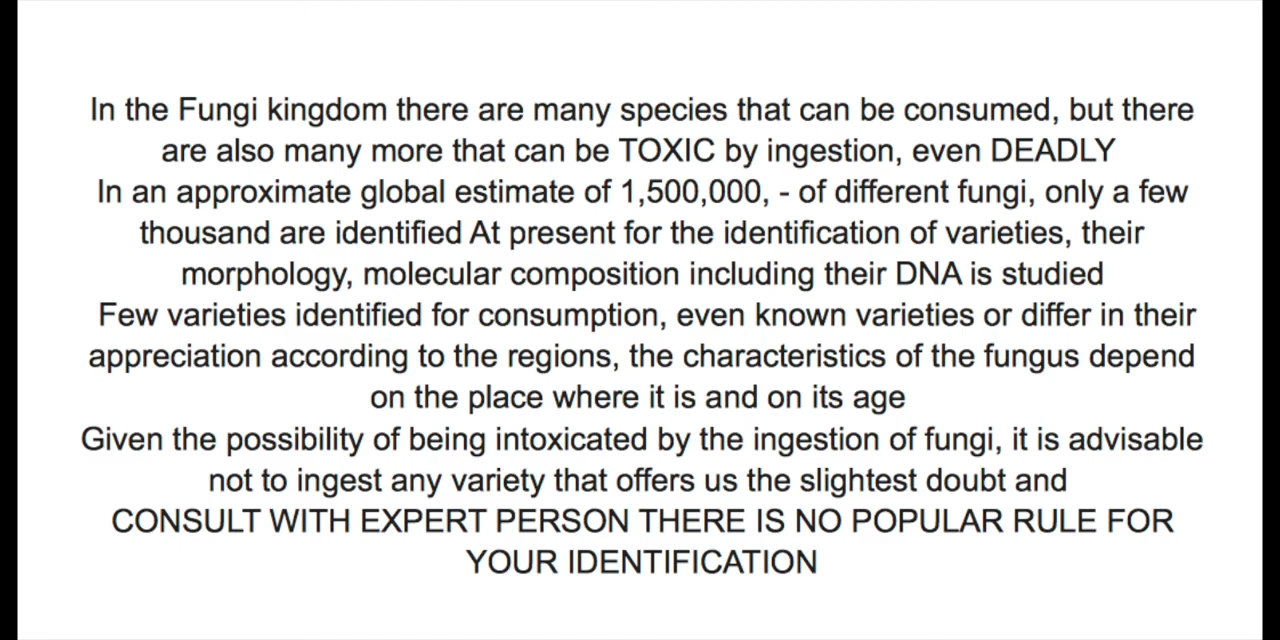 In the Fungi kingdom there are many species that can be consumed, but there
are also many more that can be TOXIC by ingestion, even DEADLY
In an approximate global estimate of 1,500,000, - of different fungi, only a few
thousand are identified At present for the identification of varieties, their
morphology, molecular composition including their DNA is studied
Few varieties identified for consumption, even known varieties or differ in their
appreciation according to the regions, the characteristics of the fungus depend
on the place where it is and on its age
Given the possibility of being intoxicated by the ingestion of fungi, it is advisable
not to ingest any variety that offers us the slightest doubt and
CONSULT WITH EXPERT PERSON THERE IS NO POPULAR RULE FOR
YOUR IDENTIFICATION